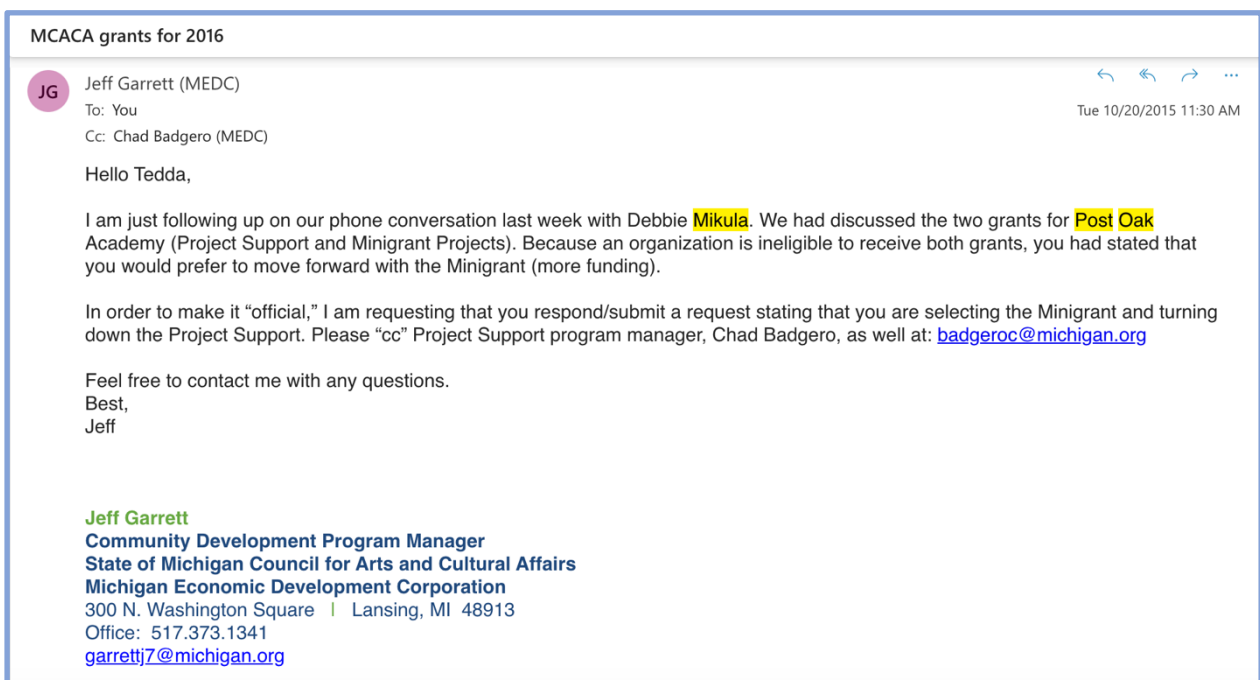 MCACA grants for 2016
JG
Jeff Garrett (MEDC)
To: You
Tue 10/20/2015 11:30 AM
Cc: Chad Badgero (MEDC)
Hello Tedda,
I am just following up on our phone conversation last week with Debbie Mikula. We had discussed the two grants for Post Oak
Academy (Project Support and Minigrant Projects). Because an organization is ineligible to receive both grants, you had stated that
you would prefer to move forward with the Minigrant (more funding).
In order to make it “official,” I am requesting that you respond/submit a request stating that you are selecting the Minigrant and turning
down the Project Support. Please “cc” Project Support program manager, Chad Badgero, as well at: badgeroc@michigan.org
Feel free to contact me with any questions.
Best,
Jeff
Jeff Garrett
Community Development Program Manager
State of Michigan Council for Arts and Cultural Affairs
Michigan Economic Development Corporation
300 N. Washington Square | Lansing, MI 48913
Office: 517.373.1341
garrettj7@michigan.org